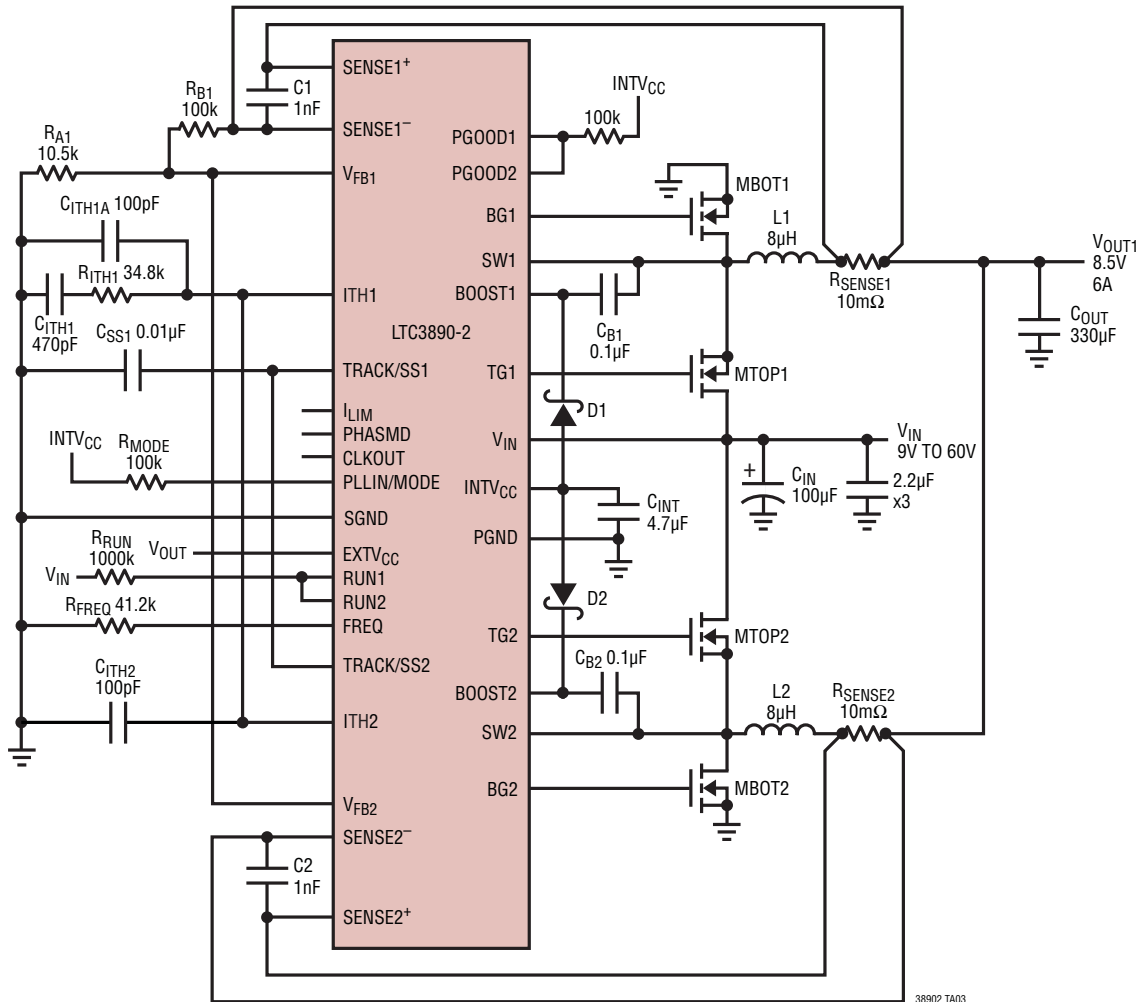 SENSE1+
C1
1nF
RB1
100k
SENSE1–
RA1
10.5k
VFB1
CITH1A 100pF
RITH1 34.8k
ITH1
CITH1
470pF
CSS1 0.01µF
LTC3890-2
TRACK/SS1
ILIM
PHASMD
CLKOUT
INTVCC
RMODE
100k
PLLIN/MODE
SGND
RRUN
1000k
VOUT
EXTVCC
VIN
RUN1
RUN2
RFREQ 41.2k
FREQ
TRACK/SS2
CITH2
100pF
ITH2
VFB2
SENSE2–
C2
1nF
SENSE2+
INTVCC
100k
PGOOD1
PGOOD2
MBOT1
BG1
L1
8µH
SW1
RSENSE1
10mΩ
VOUT1
8.5V
6A
COUT
330µF
BOOST1
CB1
0.1µF
TG1
MTOP1
D1
VIN
VIN
9V TO 60V
CIN
100µF
+
2.2µF
x3
INTVCC
CINT
4.7µF
PGND
D2
TG2
MTOP2
CB2 0.1µF
BOOST2
L2
8µH
RSENSE2
10mΩ
SW2
BG2
MBOT2
38902 TA03